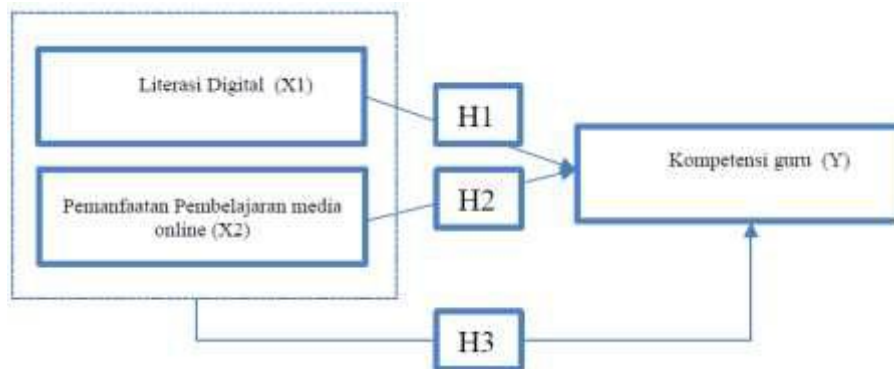 Literasi Digital (X1)
H1
Kompetensi guru (Y)
Pemanfaatan Pembelajaran media
online (X2)
H2
H3